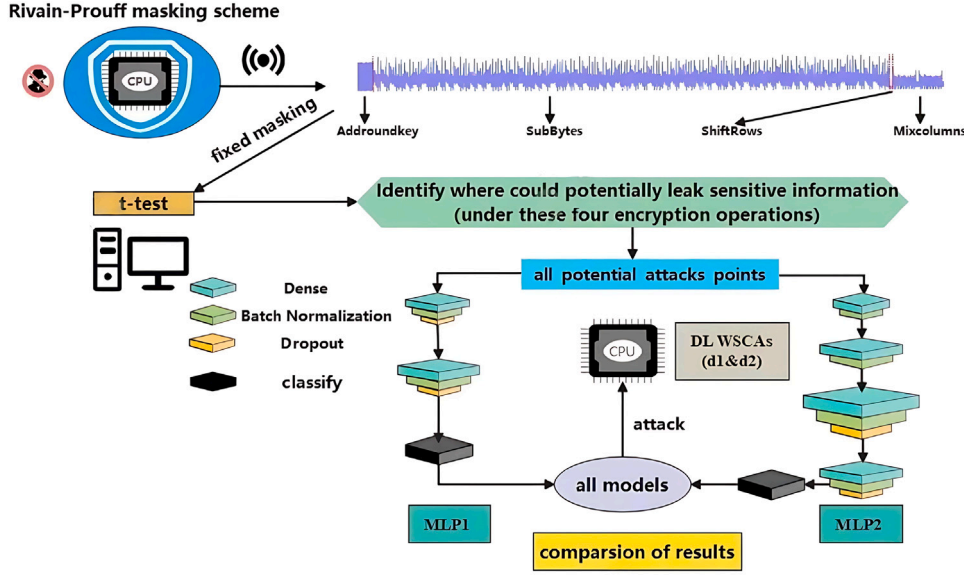 Rivain-Prouff masking scheme
CPU
Addroundkey
SubBytes
ShiftRows
Mixcolumns
fixed masking
t-test
Identify where could potentially leak sensitive information
(under these four encryption operations)
all potential attacks points
Dense
Batch Normalization
Dropout
classify
CPU
DL WSCAs
(d1&d2)
attack
all models
MLP1
MLP2
comparsion of results